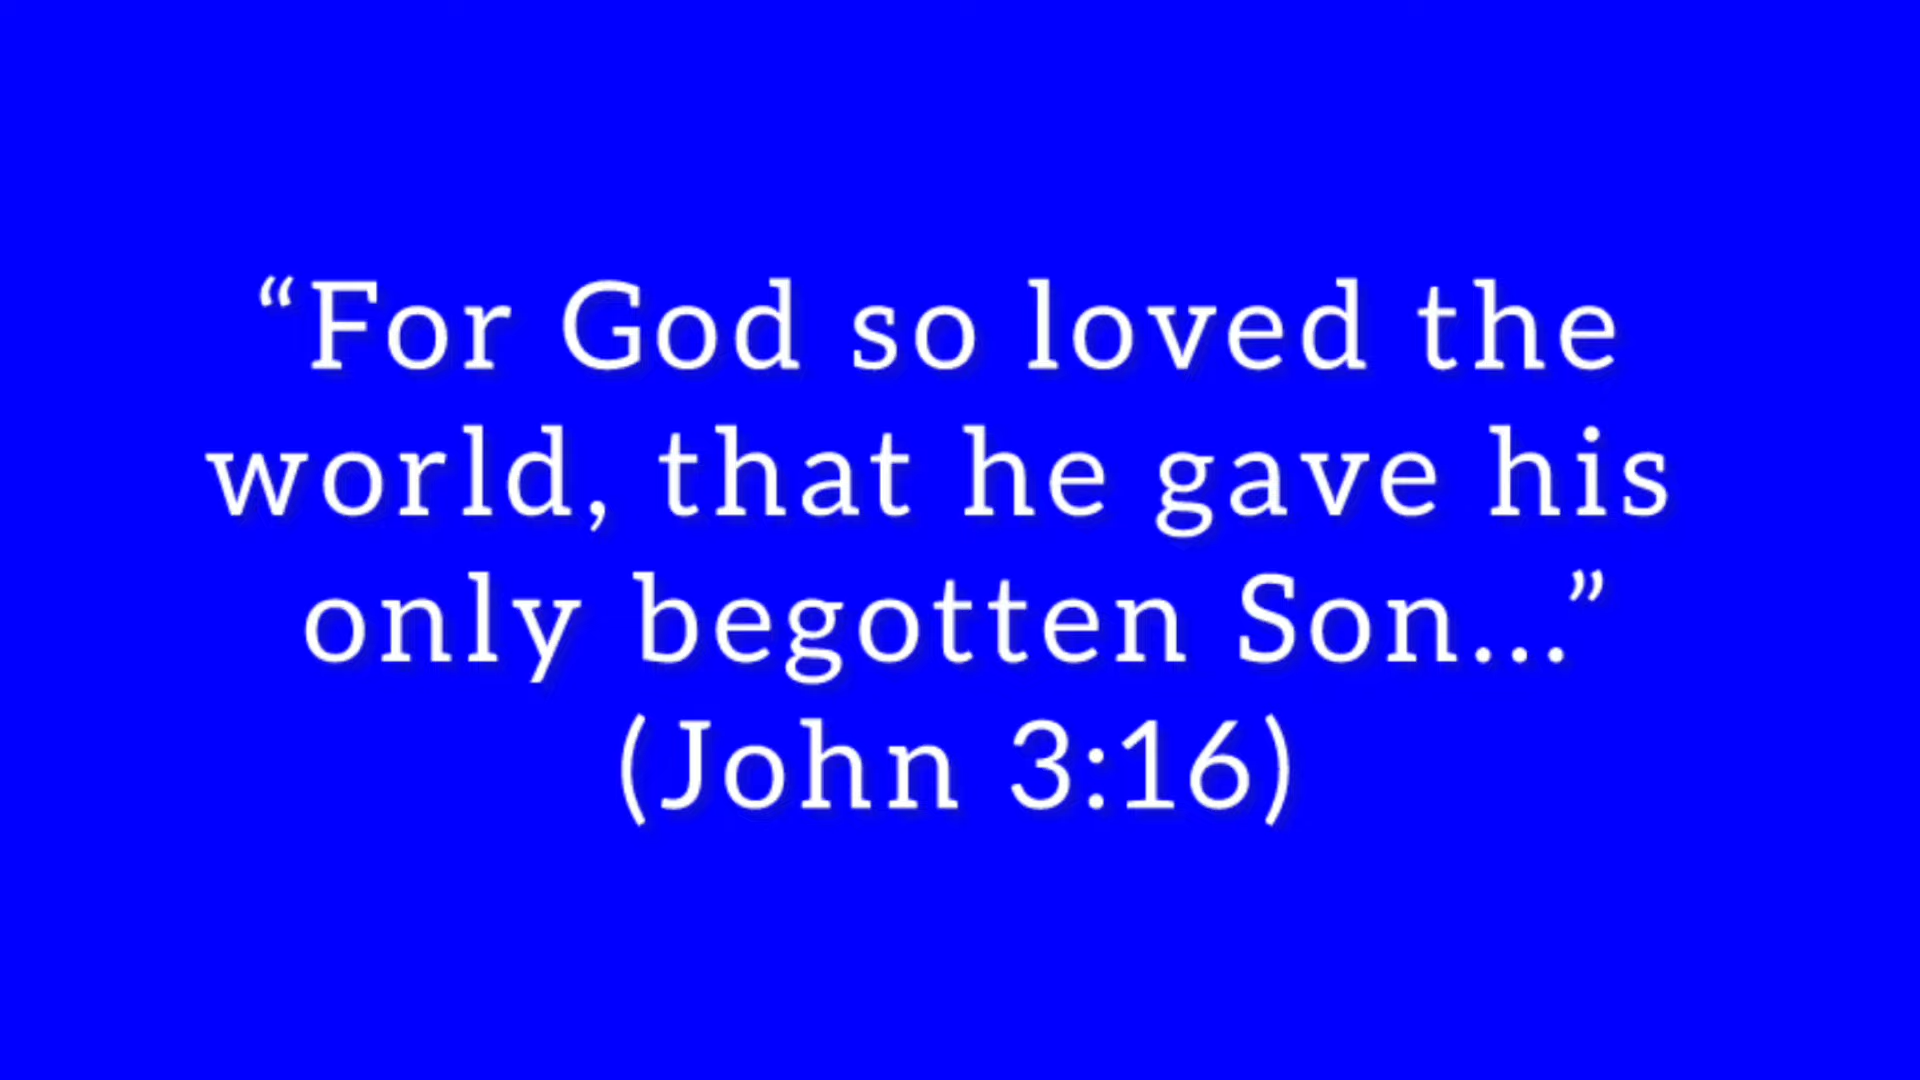 “For God so loved the
world, that he gave his
only begotten Son...”
(John 3:16)